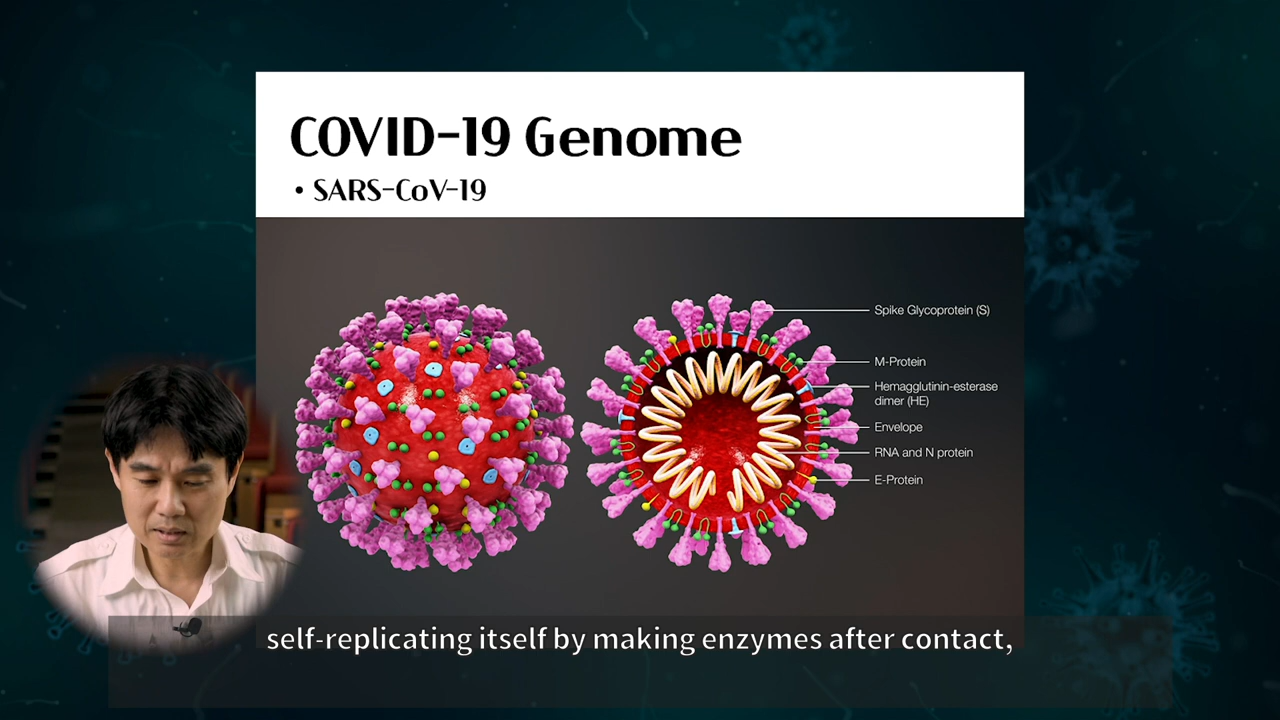 COVID-19 Genome
• SARS-CoV-19
Spike Glycoprotein (S)
M-Protein
Hemagglutinin-esterase
dimer (HE)
Envelope
RNA and N protein
E-Protein
self-replicating itself by making enzymes after contact,